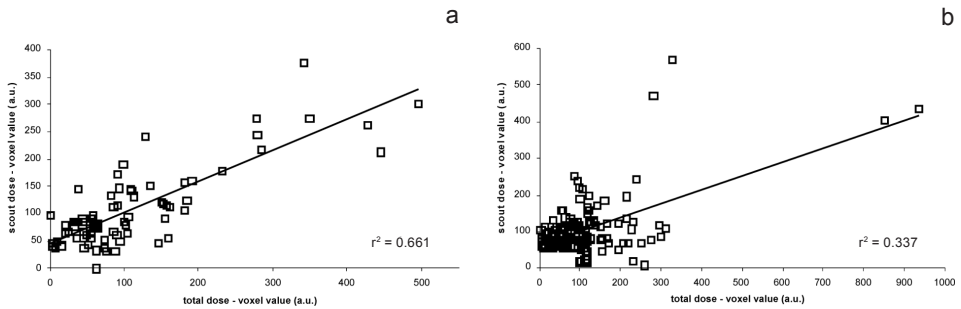 a
400
350
300
250
200
150
100
50
0
scout dose - voxel value (a.u.)
0 100 200 300 400 500
total dose - voxel value (a.u.)
r² = 0.661
b
600
500
400
300
200
100
0
scout dose - voxel value (a.u.)
0 100 200 300 400 500 600 700 800 900 1000
total dose - voxel value (a.u.)
r² = 0.337